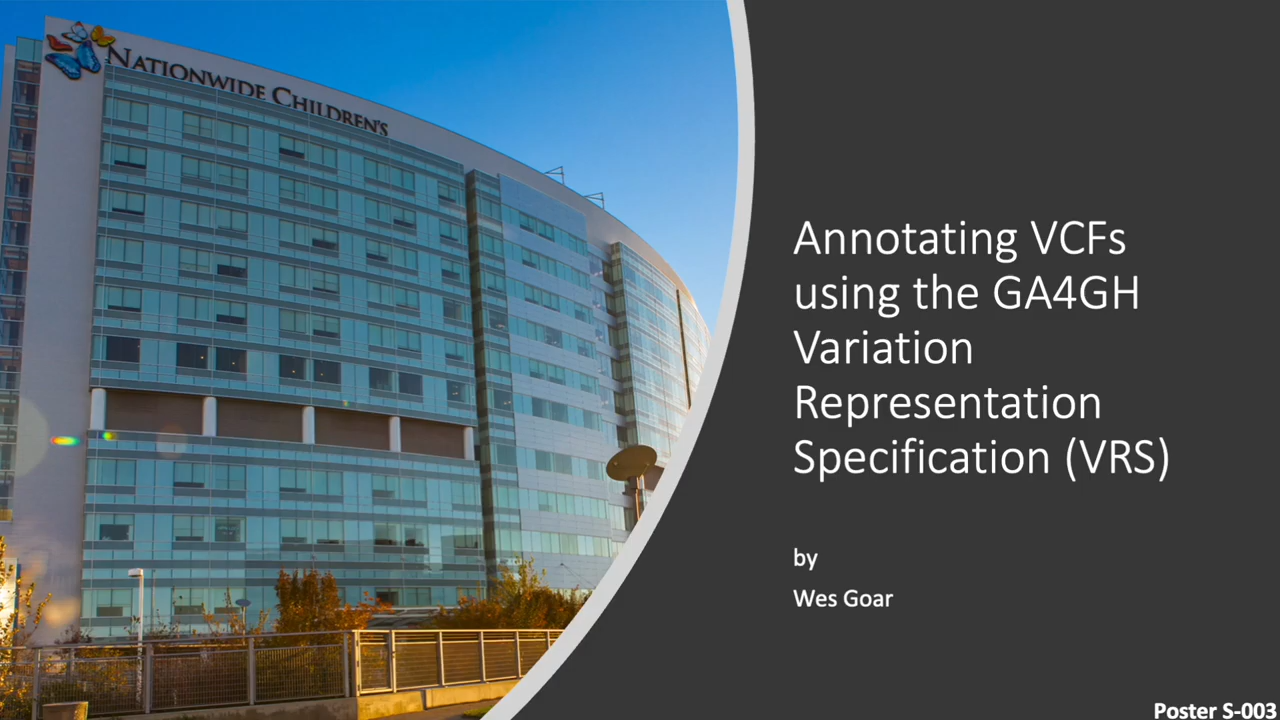 Nationwide Children's
Annotating VCFs
using the GA4GH
Variation
Representation
Specification (VRS)
by
Wes Goar
Poster S-003